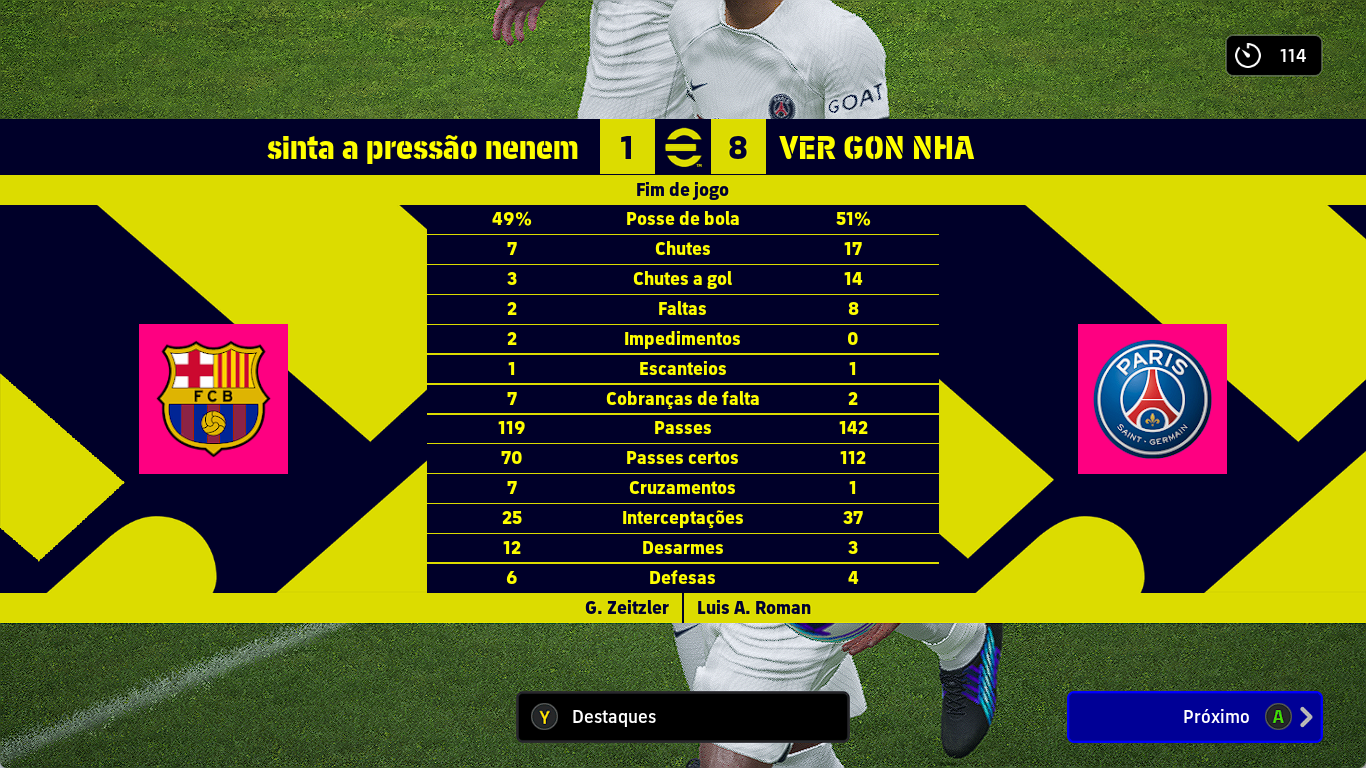 114
GOAT
sinta a pressão nenem 1 8 VER GON NHA
Fim de jogo
49% Posse de bola 51%
7 Chutes 17
3 Chutes a gol 14
2 Faltas 8
2 Impedimentos 0
1 Escanteios 1
7 Cobranças de falta 2
119 Passes 142
70 Passes certos 112
7 Cruzamentos 1
25 Interceptações 37
12 Desarmes 3
6 Defesas 4
FCB
PARIS
SAINT-GERMAIN
G. Zeitzler Luis A. Roman
Y Destaques
Próximo A